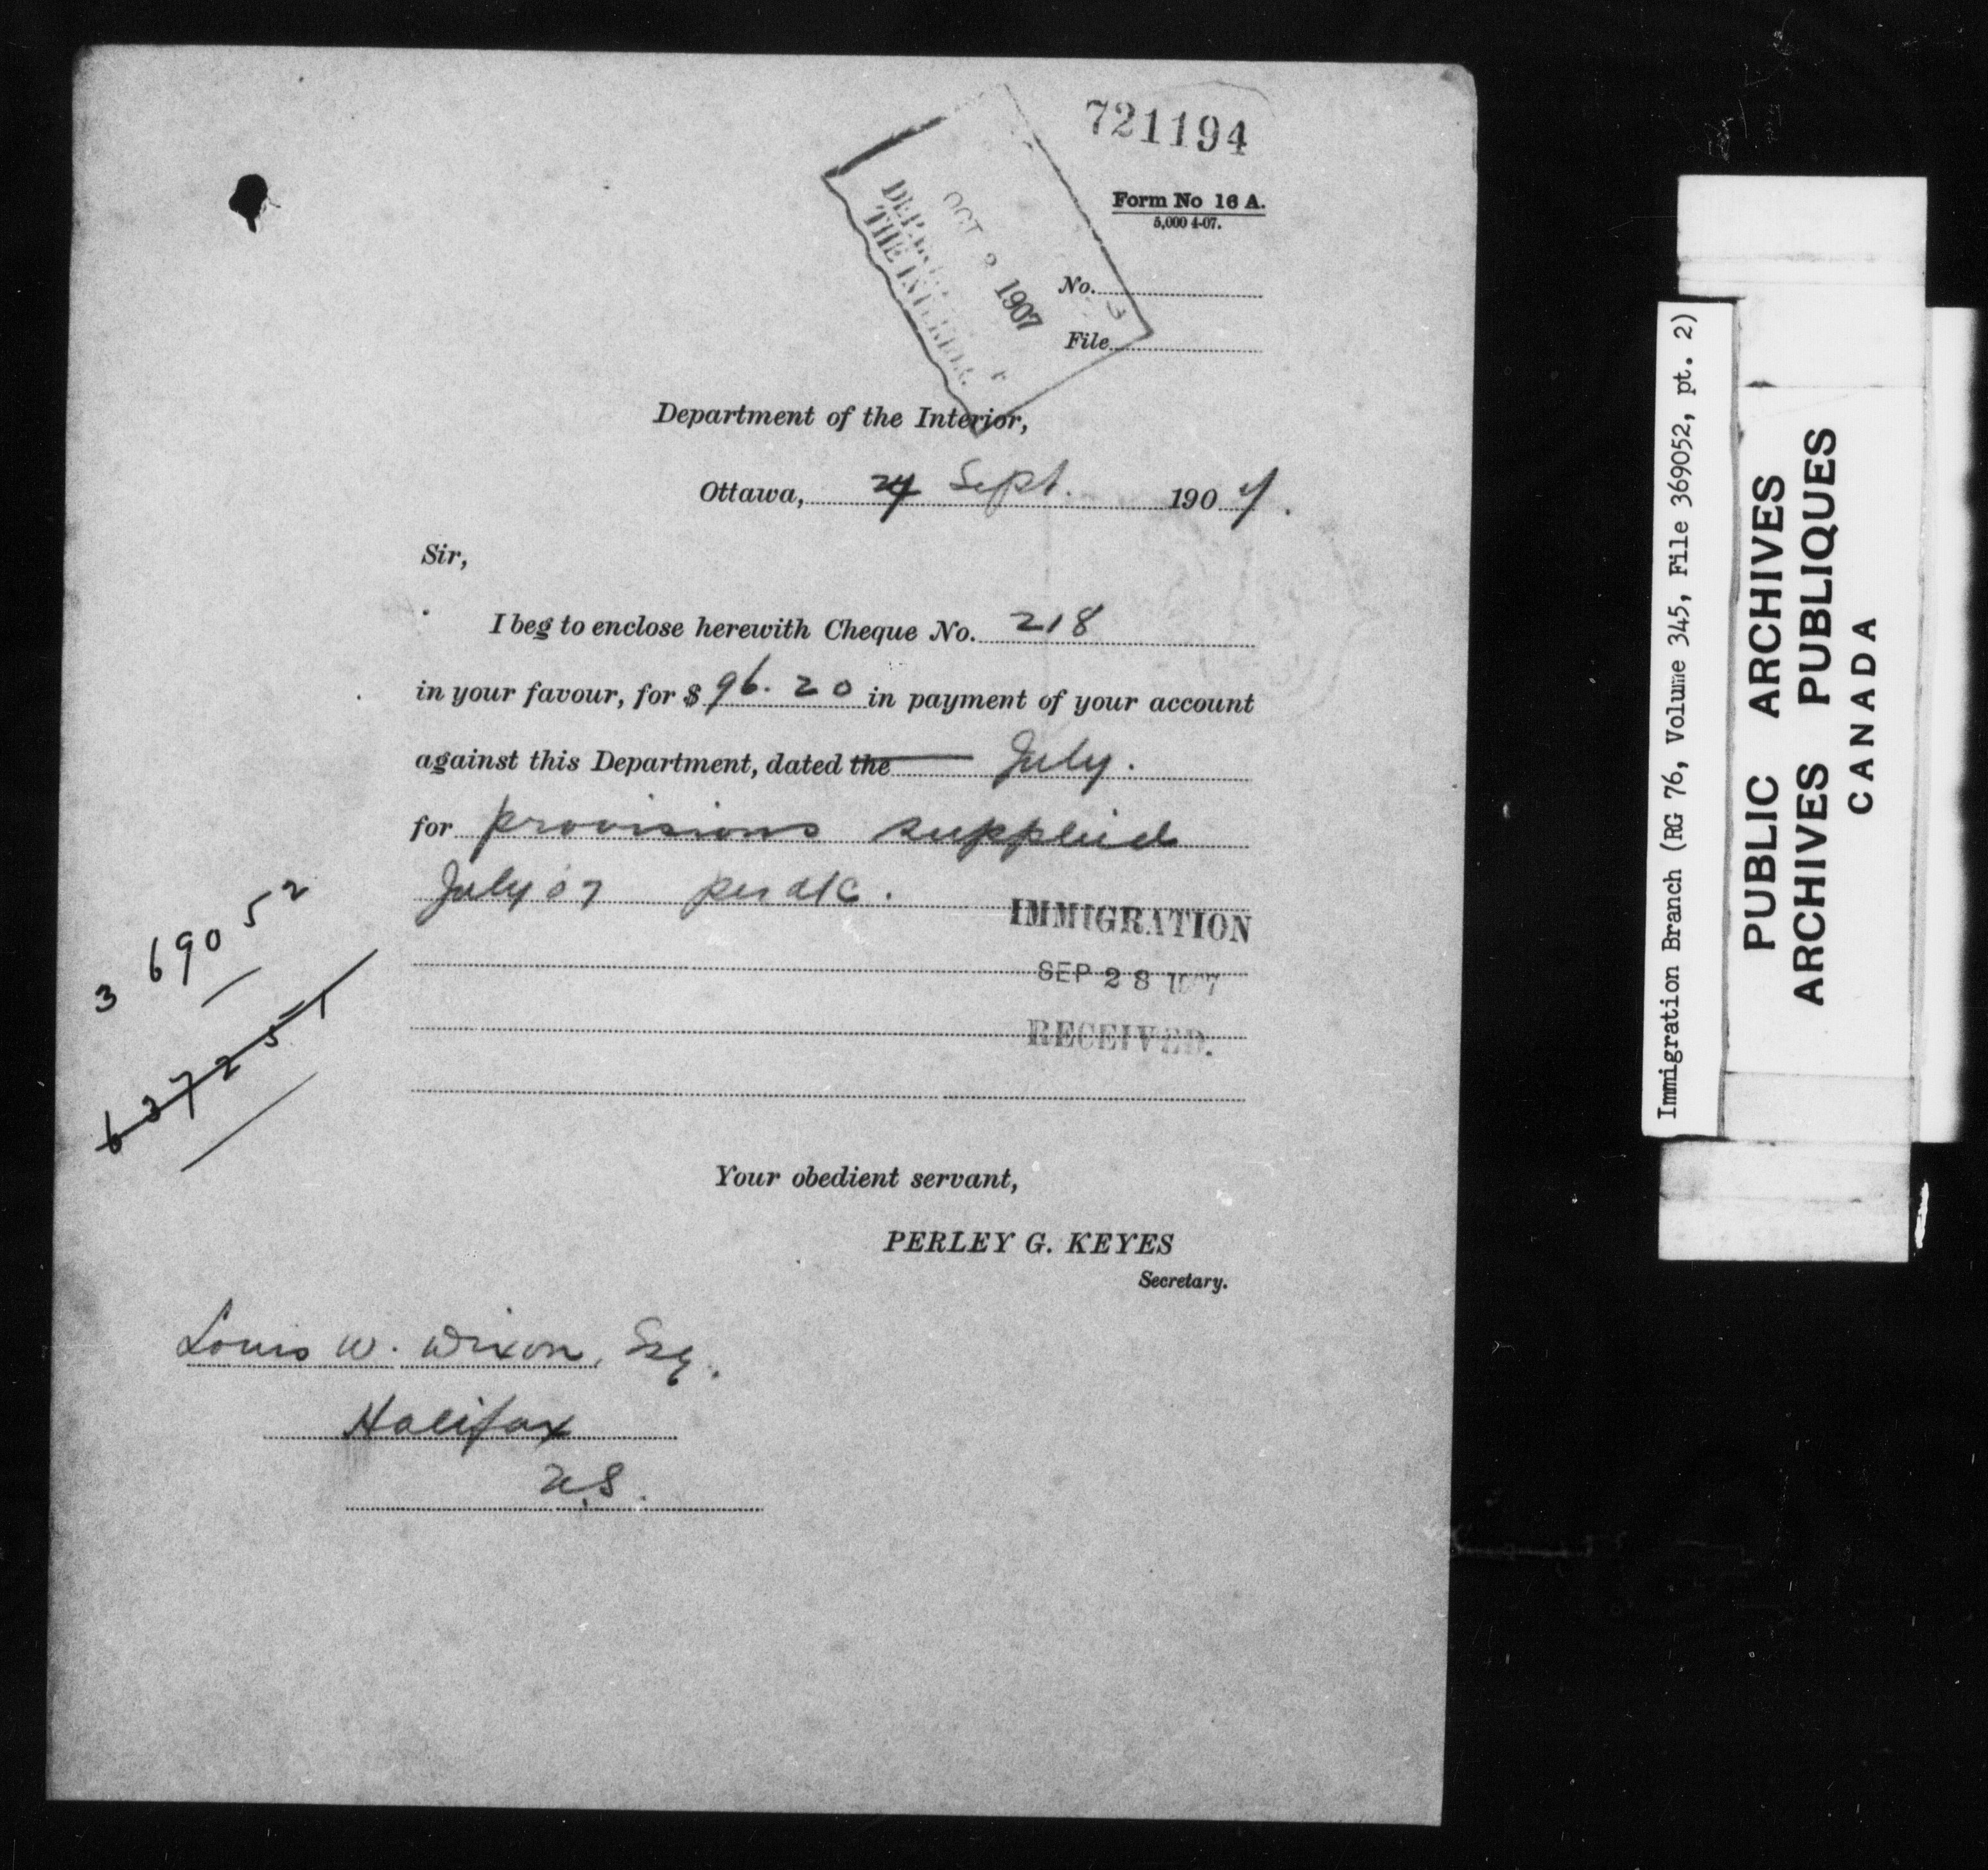 721194
Form No 16 A.
5,000 4-07.
OCT 2 1907
THE INTERIOR
No.
File
Department of the Interior,
Ottawa, Sept. 1907.
Sir,
I beg to enclose herewith Cheque No. 218
in your favour, for $ 96.20 in payment of your account
against this Department, dated the July.
for provisions supplied
July 07 per a/c.
IMMIGRATION
SEP 28 1907
RECEIVED.
369052
637251
Your obedient servant,
PERLEY G. KEYES
Secretary.
Louis W. Dixon, Esq.
Halifax
N.S.
Immigration Branch (RG 76, Volume 345, File 369052, pt. 2)
PUBLIC ARCHIVES
ARCHIVES PUBLIQUES
CANADA